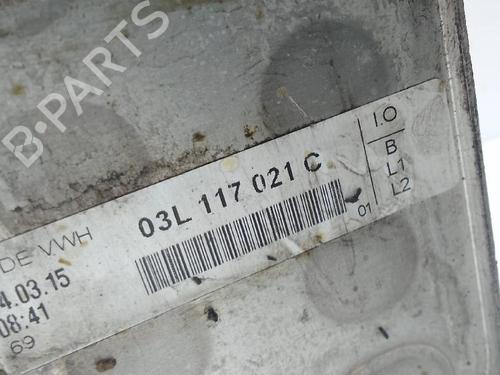 B-PARTS
DE VWH
03L 117 021 C
I.O
B
L1
L2
01
4.03.15
08:41
69